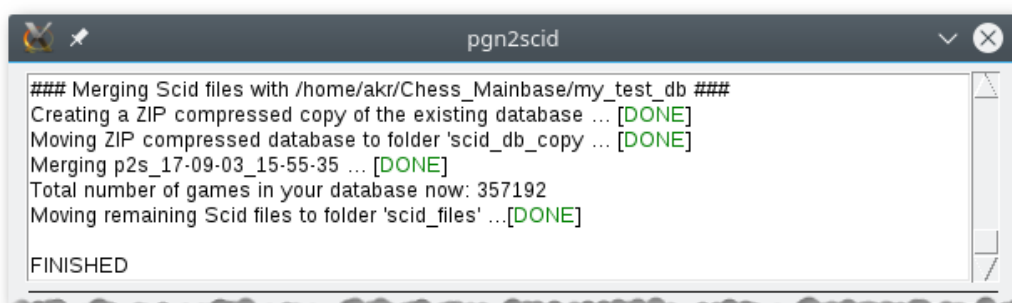 pgn2scid
### Merging Scid files with /home/akr/Chess_Mainbase/my_test_db ###
Creating a ZIP compressed copy of the existing database ... [DONE]
Moving ZIP compressed database to folder 'scid_db_copy ... [DONE]
Merging p2s_17-09-03_15-55-35 ... [DONE]
Total number of games in your database now: 357192
Moving remaining Scid files to folder 'scid_files' ...[DONE]
FINISHED